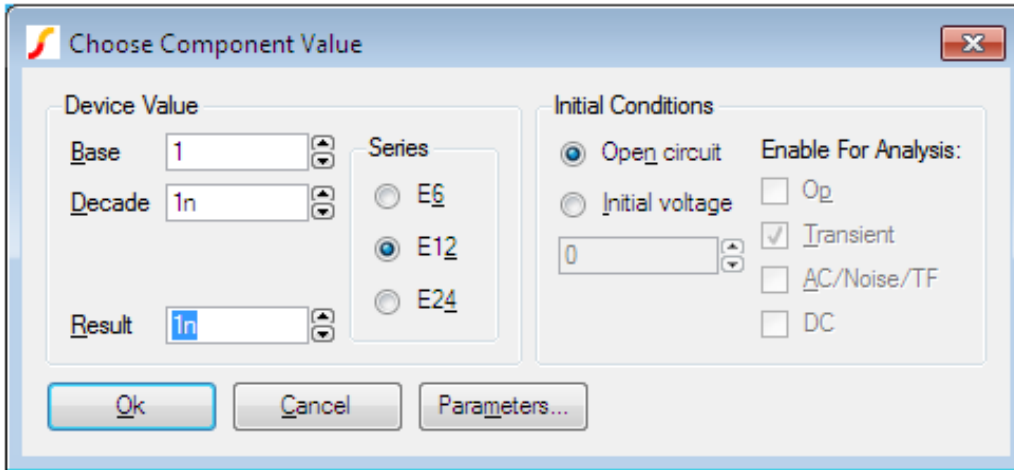 Choose Component Value
Device Value
Base 1
Decade 1n
Result 1n
Series
E6
E12
E24
Initial Conditions
Open circuit
Initial voltage
0
Enable For Analysis:
Op
Transient
AC/Noise/TF
DC
Ok Cancel Parameters...